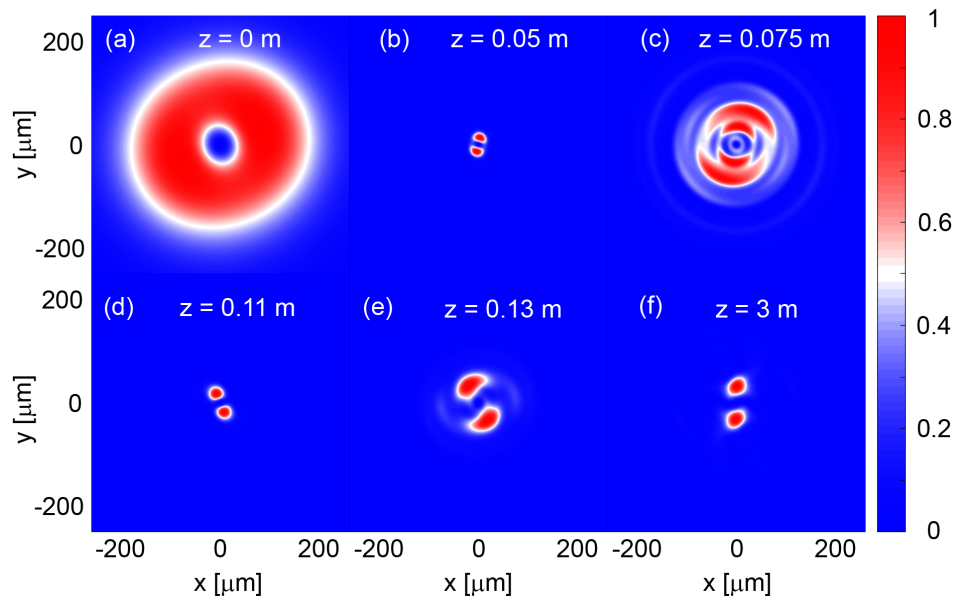 (a) z = 0 m
(b) z = 0.05 m
(c) z = 0.075 m
200
0
-200
y [μm]
(d) z = 0.11 m
(e) z = 0.13 m
(f) z = 3 m
200
0
-200
y [μm]
-200 0 200
-200 0 200
-200 0 200
x [μm]
x [μm]
x [μm]
1
0.8
0.6
0.4
0.2
0